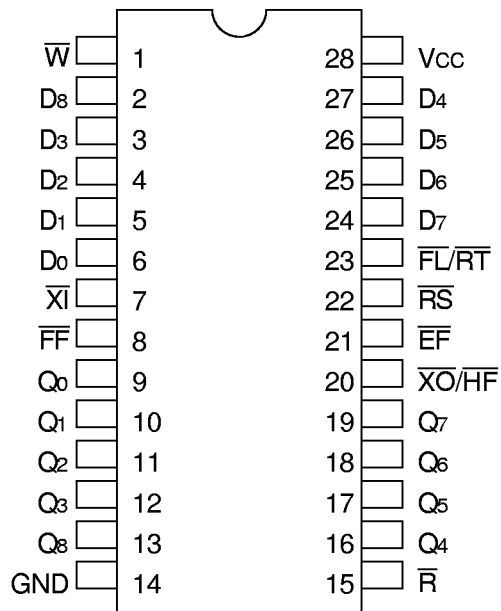 W̅ 1 28 VCC
D8 2 27 D4
D3 3 26 D5
D2 4 25 D6
D1 5 24 D7
D0 6 23 F̅L̅/R̅T̅
X̅I̅ 7 22 R̅S̅
F̅F̅ 8 21 E̅F̅
Q0 9 20 X̅O̅/H̅F̅
Q1 10 19 Q7
Q2 11 18 Q6
Q3 12 17 Q5
Q8 13 16 Q4
GND 14 15 R̅